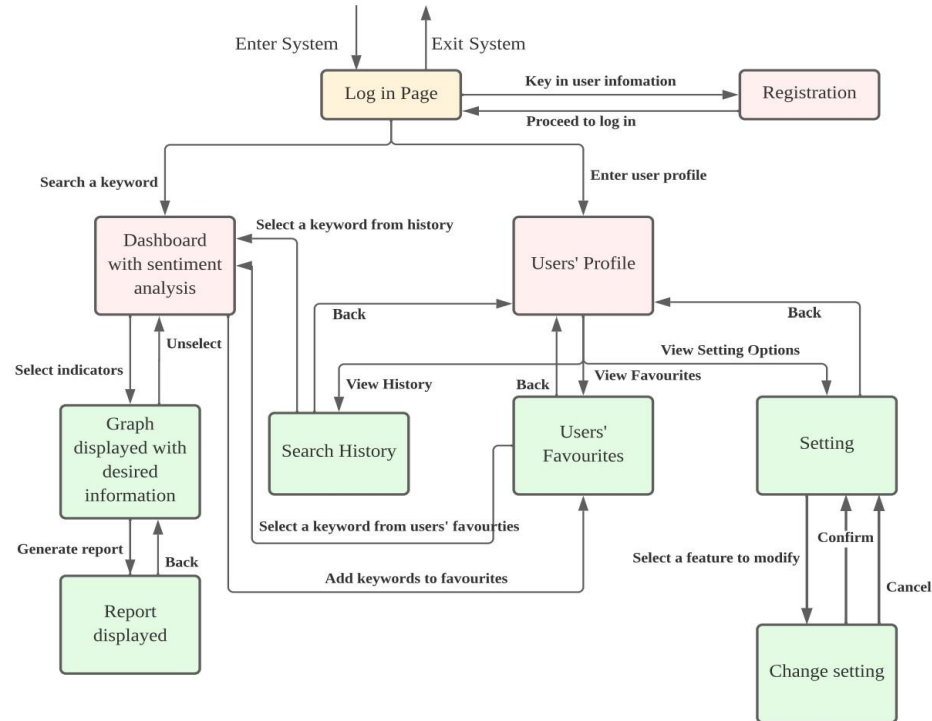 Enter System
Exit System
Log in Page
Key in user infomation
Registration
Proceed to log in
Search a keyword
Enter user profile
Dashboard
with sentiment
analysis
Select a keyword from history
Users' Profile
Back
Back
Unselect
View Setting Options
Select indicators
View History
Back
View Favourites
Graph
displayed with
desired
information
Search History
Users'
Favourites
Setting
Select a keyword from users' favourties
Generate report
Back
Confirm
Select a feature to modify
Add keywords to favourites
Cancel
Report
displayed
Change setting